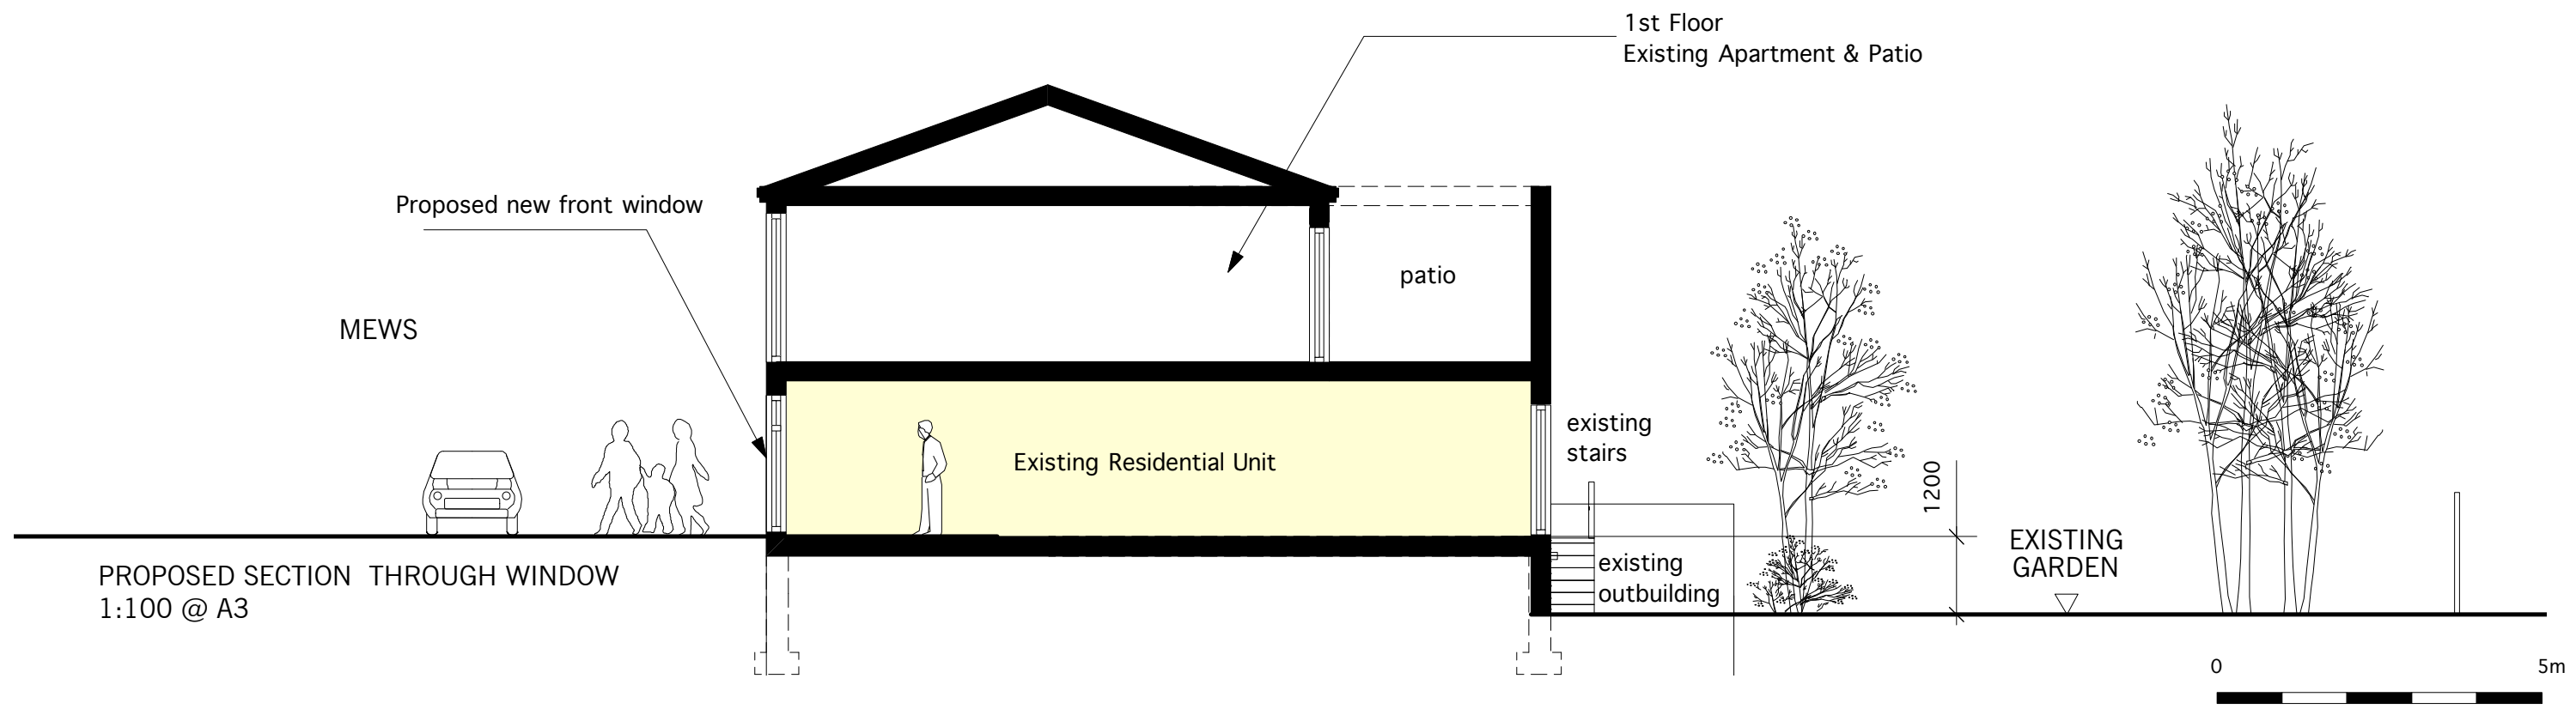 1st Floor
Existing Apartment & Patio
Proposed new front window
patio
MEWS
existing
stairs
Existing Residential Unit
1200
EXISTING
GARDEN
existing
outbuilding
PROPOSED SECTION  THROUGH WINDOW
1:100 @ A3
0
5m